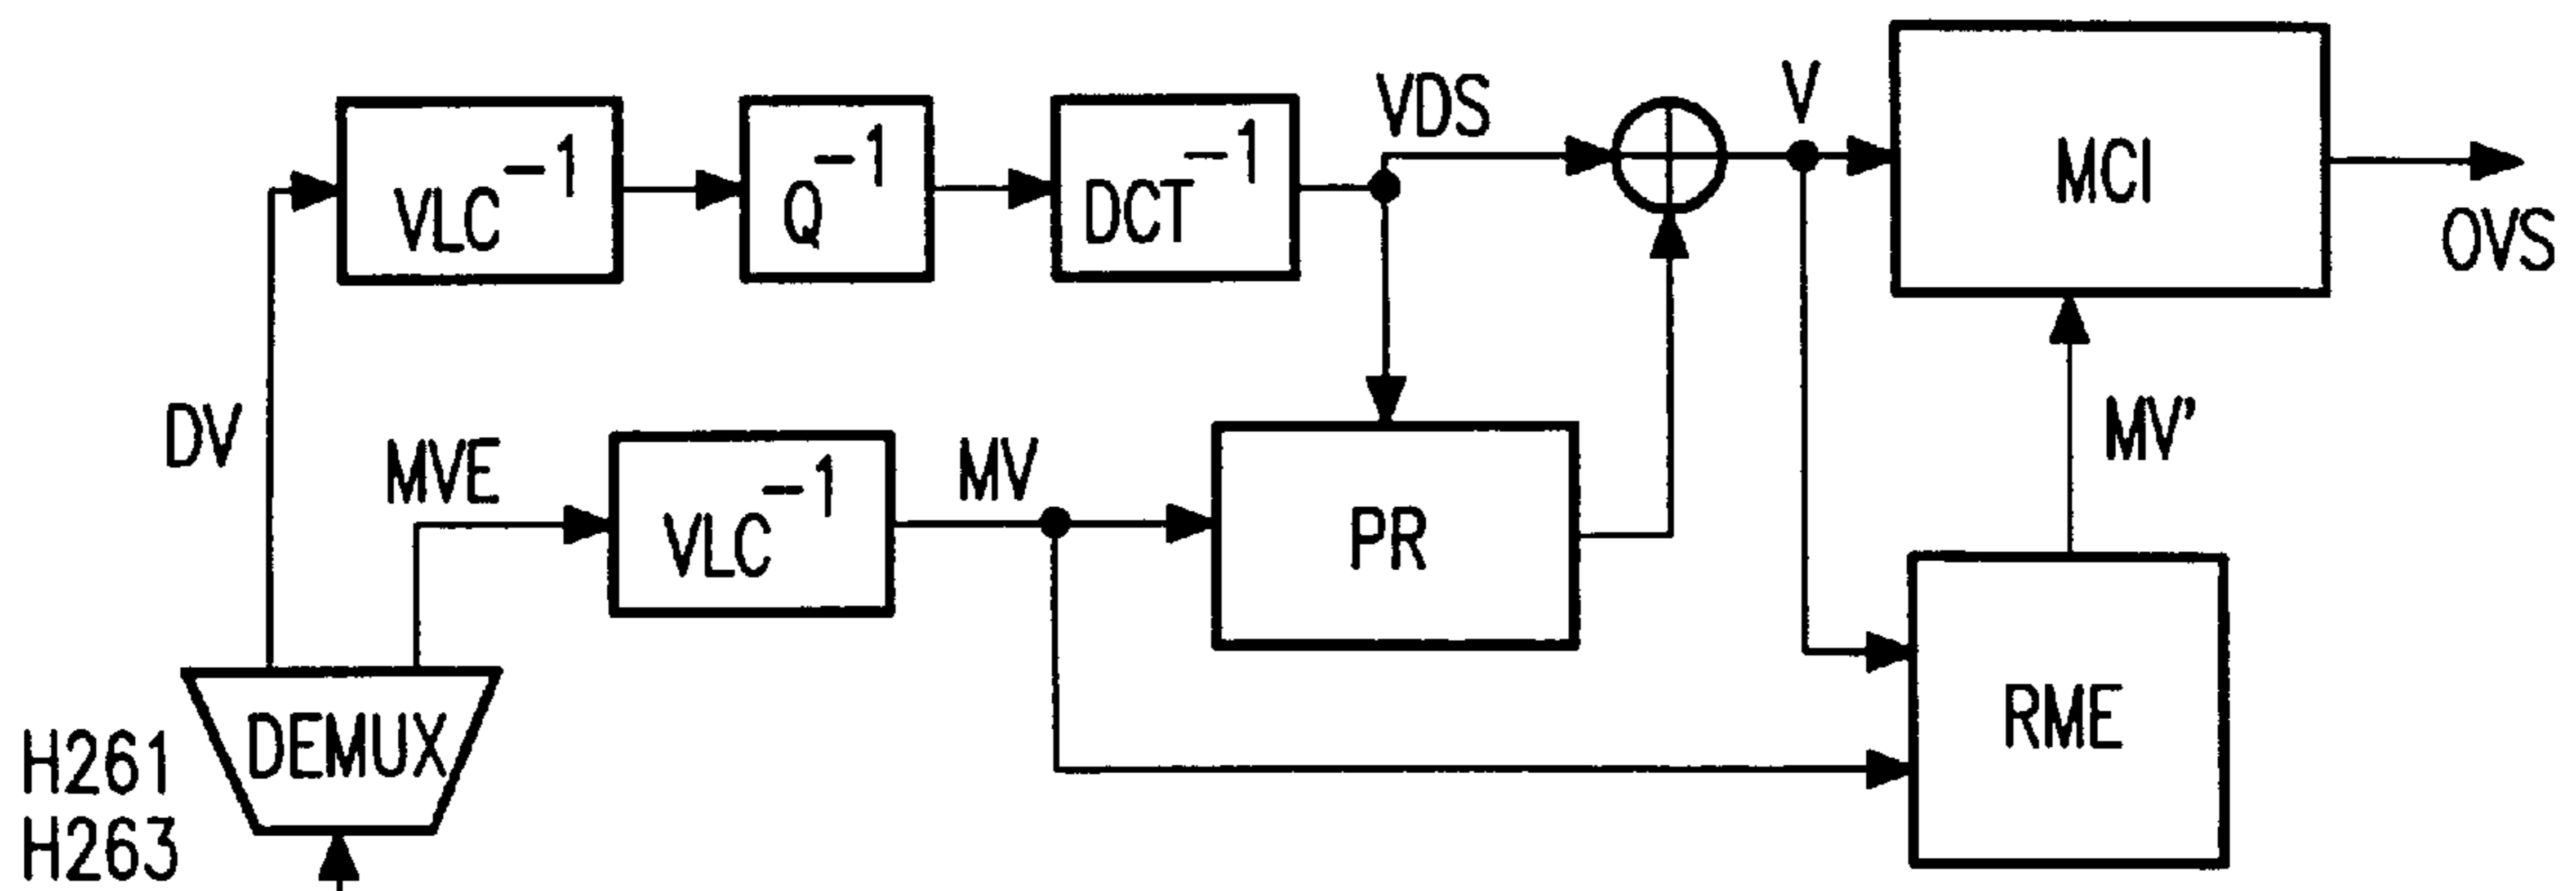 VDS
V
VLC⁻¹
Q⁻¹
DCT⁻¹
MCI
OVS
DV
MVE
VLC⁻¹
MV
PR
MV'
DEMUX
RME
H261
H263